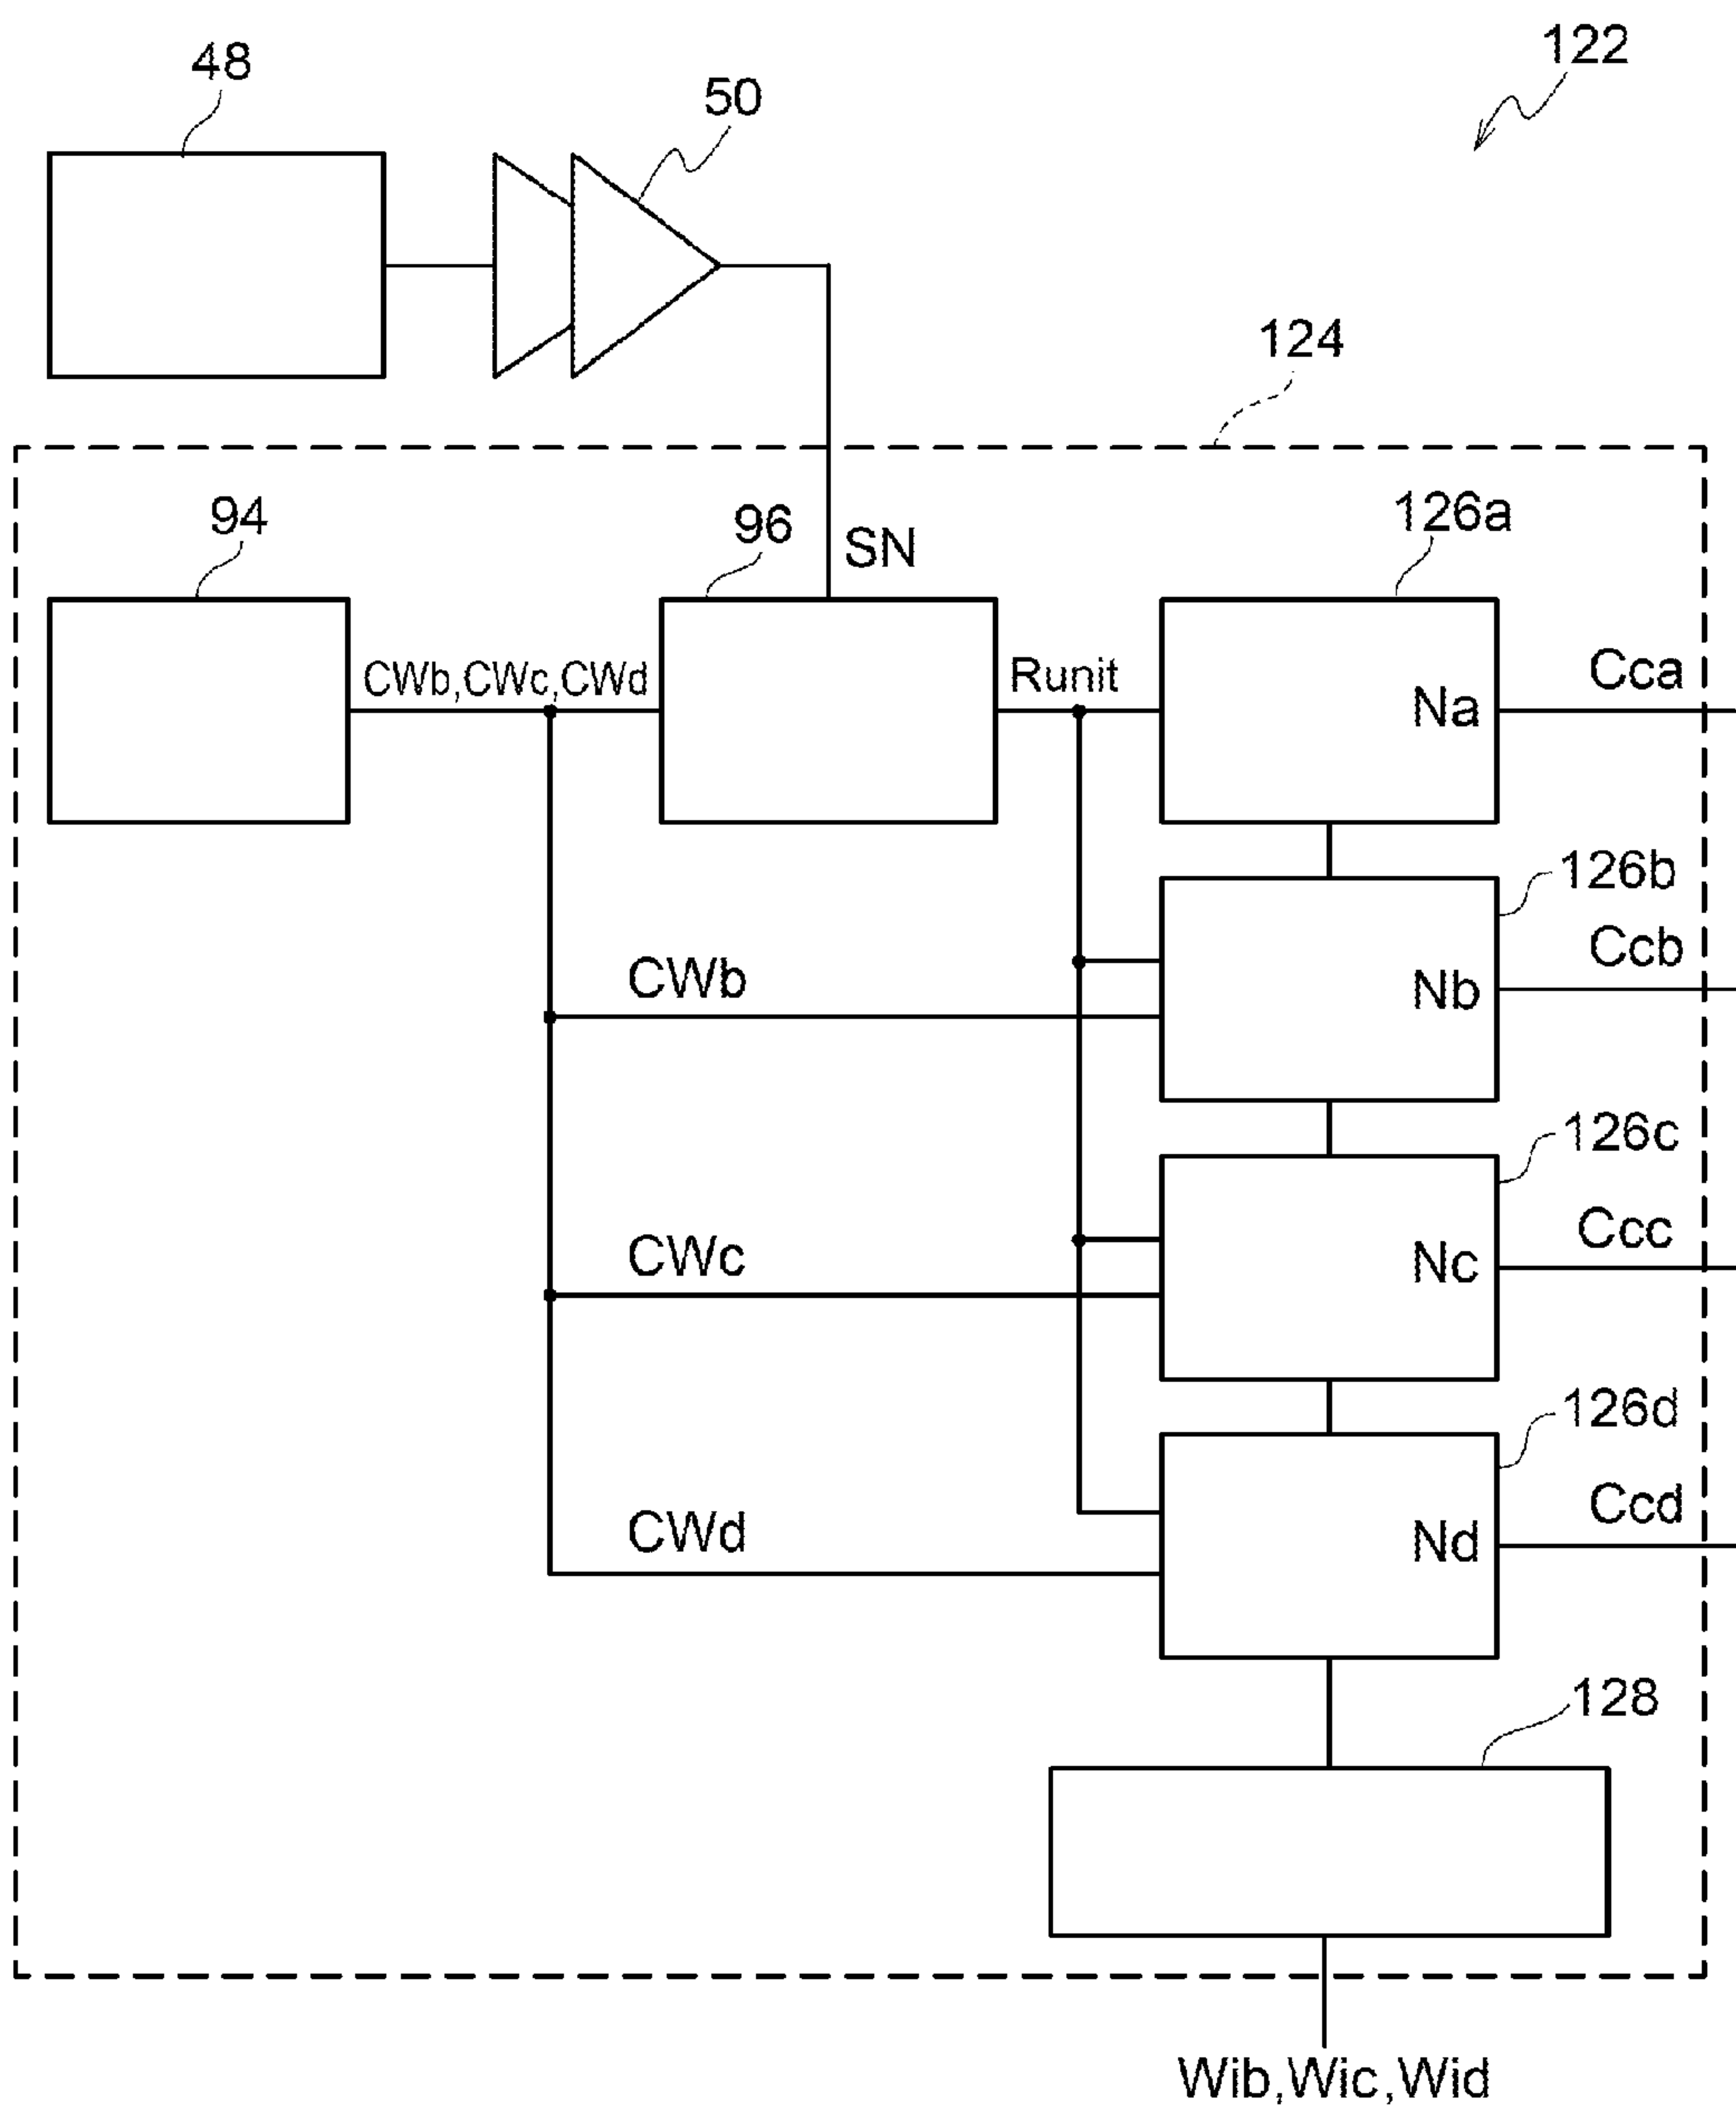 122
48
50
124
94
96
SN
126a
CWb,CWc,CWd
Runit
Na
Cca
126b
CWb
Nb
Ccb
126c
CWc
Nc
Ccc
126d
CWd
Nd
Ccd
128
Wib,Wic,Wid